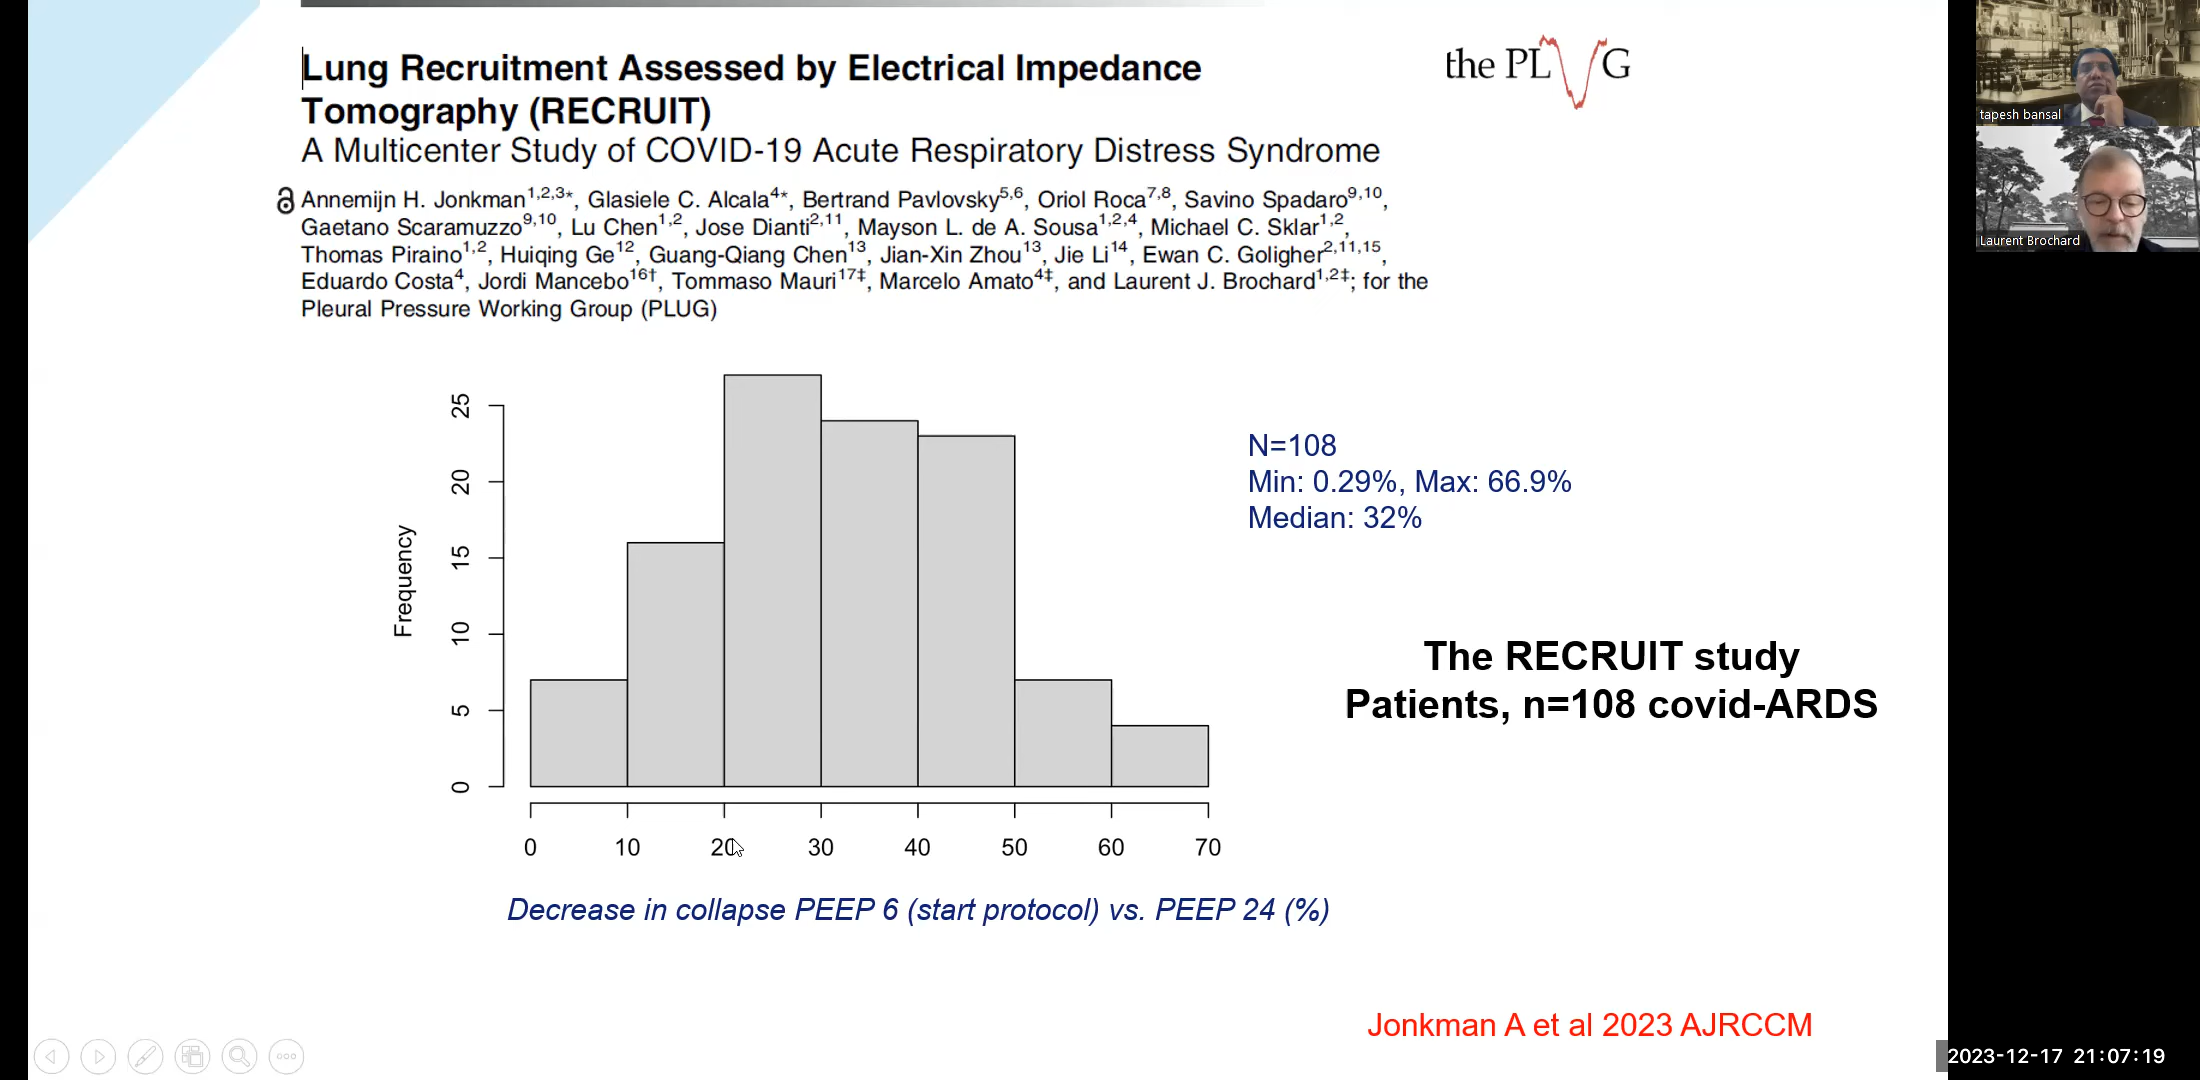 Lung Recruitment Assessed by Electrical Impedance
Tomography (RECRUIT)
A Multicenter Study of COVID-19 Acute Respiratory Distress Syndrome
the PLUG
Annemijn H. Jonkman1,2,3*, Glasiele C. Alcala4*, Bertrand Pavlovsky5,6, Oriol Roca7,8, Savino Spadaro9,10,
Gaetano Scaramuzzo9,10, Lu Chen1,2, Jose Dianti2,11, Mayson L. de A. Sousa1,2,4, Michael C. Sklar1,2,
Thomas Piraino1,2, Huiqing Ge12, Guang-Qiang Chen13, Jian-Xin Zhou13, Jie Li14, Ewan C. Goligher2,11,15,
Eduardo Costa4, Jordi Mancebo16†, Tommaso Mauri17‡, Marcelo Amato4‡, and Laurent J. Brochard1,2‡; for the
Pleural Pressure Working Group (PLUG)
Frequency
25
20
15
10
5
0
0 10 20 30 40 50 60 70
Decrease in collapse PEEP 6 (start protocol) vs. PEEP 24 (%)
N=108
Min: 0.29%, Max: 66.9%
Median: 32%
The RECRUIT study
Patients, n=108 covid-ARDS
Jonkman A et al 2023 AJRCCM
tapesh bansal
Laurent Brochard
2023-12-17 21:07:19